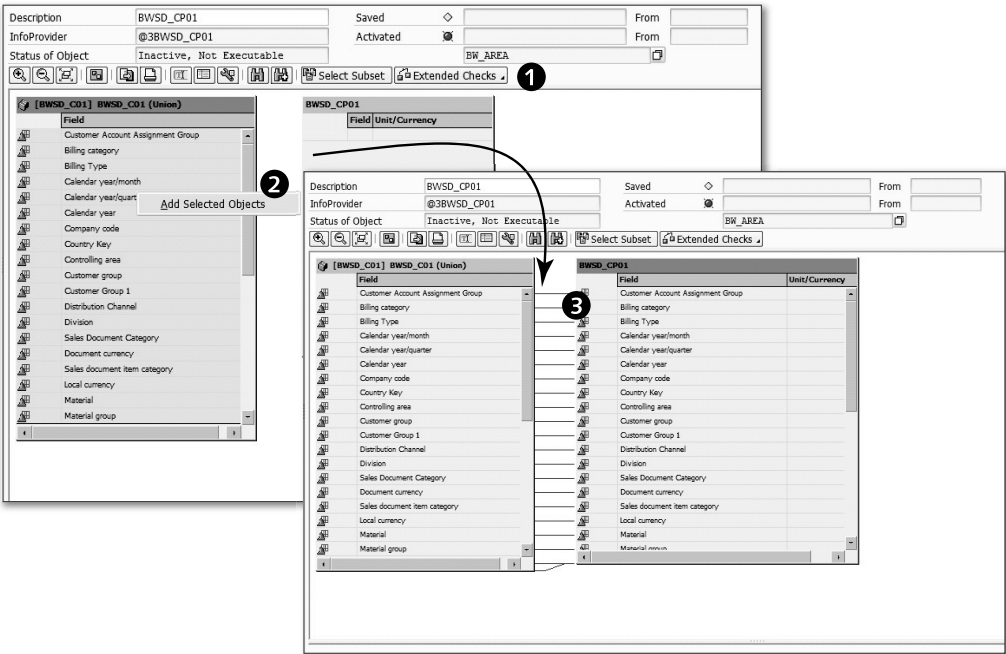 Description BWSD_CP01 Saved From
InfoProvider @3BWSD_CP01 Activated From
Status of Object Inactive, Not Executable BW_AREA
Select Subset Extended Checks
1
[BWSD_C01] BWSD_C01 (Union)
Field
Customer Account Assignment Group
Billing category
Billing Type
Calendar year/month
Calendar year/quart
Calendar year
Company code
Country Key
Controlling area
Customer group
Customer Group 1
Distribution Channel
Division
Sales Document Category
Document currency
Sales document item category
Local currency
Material
Material group
BWSD_CP01
Field Unit/Currency
2
Add Selected Objects
Description BWSD_CP01 Saved From
InfoProvider @3BWSD_CP01 Activated From
Status of Object Inactive, Not Executable BW_AREA
Select Subset Extended Checks
[BWSD_C01] BWSD_C01 (Union)
Field
Customer Account Assignment Group
Billing category
Billing Type
Calendar year/month
Calendar year/quarter
Calendar year
Company code
Country Key
Controlling area
Customer group
Customer Group 1
Distribution Channel
Division
Sales Document Category
Document currency
Sales document item category
Local currency
Material
Material group
3
BWSD_CP01
Field Unit/Currency
Customer Account Assignment Group
Billing category
Billing Type
Calendar year/month
Calendar year/quarter
Calendar year
Company code
Country Key
Controlling area
Customer group
Customer Group 1
Distribution Channel
Division
Sales Document Category
Document currency
Sales document item category
Local currency
Material
Material group